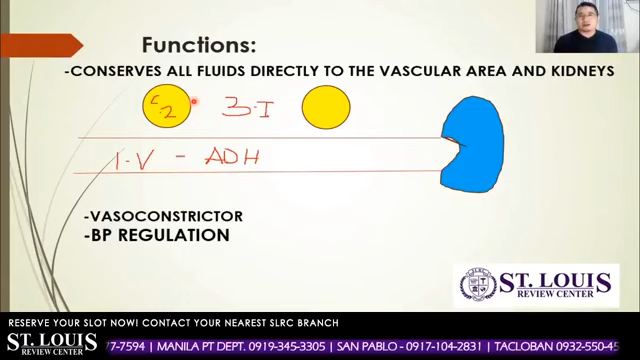 Functions:
-CONSERVES ALL FLUIDS DIRECTLY TO THE VASCULAR AREA AND KIDNEYS
2
3.I
1.V - ADH
-VASOCONSTRICTOR
-BP REGULATION
ST. LOUIS
REVIEW CENTER
RESERVE YOUR SLOT NOW! CONTACT YOUR NEAREST SLRC BRANCH
ST. LOUIS
REVIEW CENTER
7-7594 | MANILA PT DEPT. 0919-345-3305 | SAN PABLO - 0917-104-2831 | TACLOBAN 0932-550-45